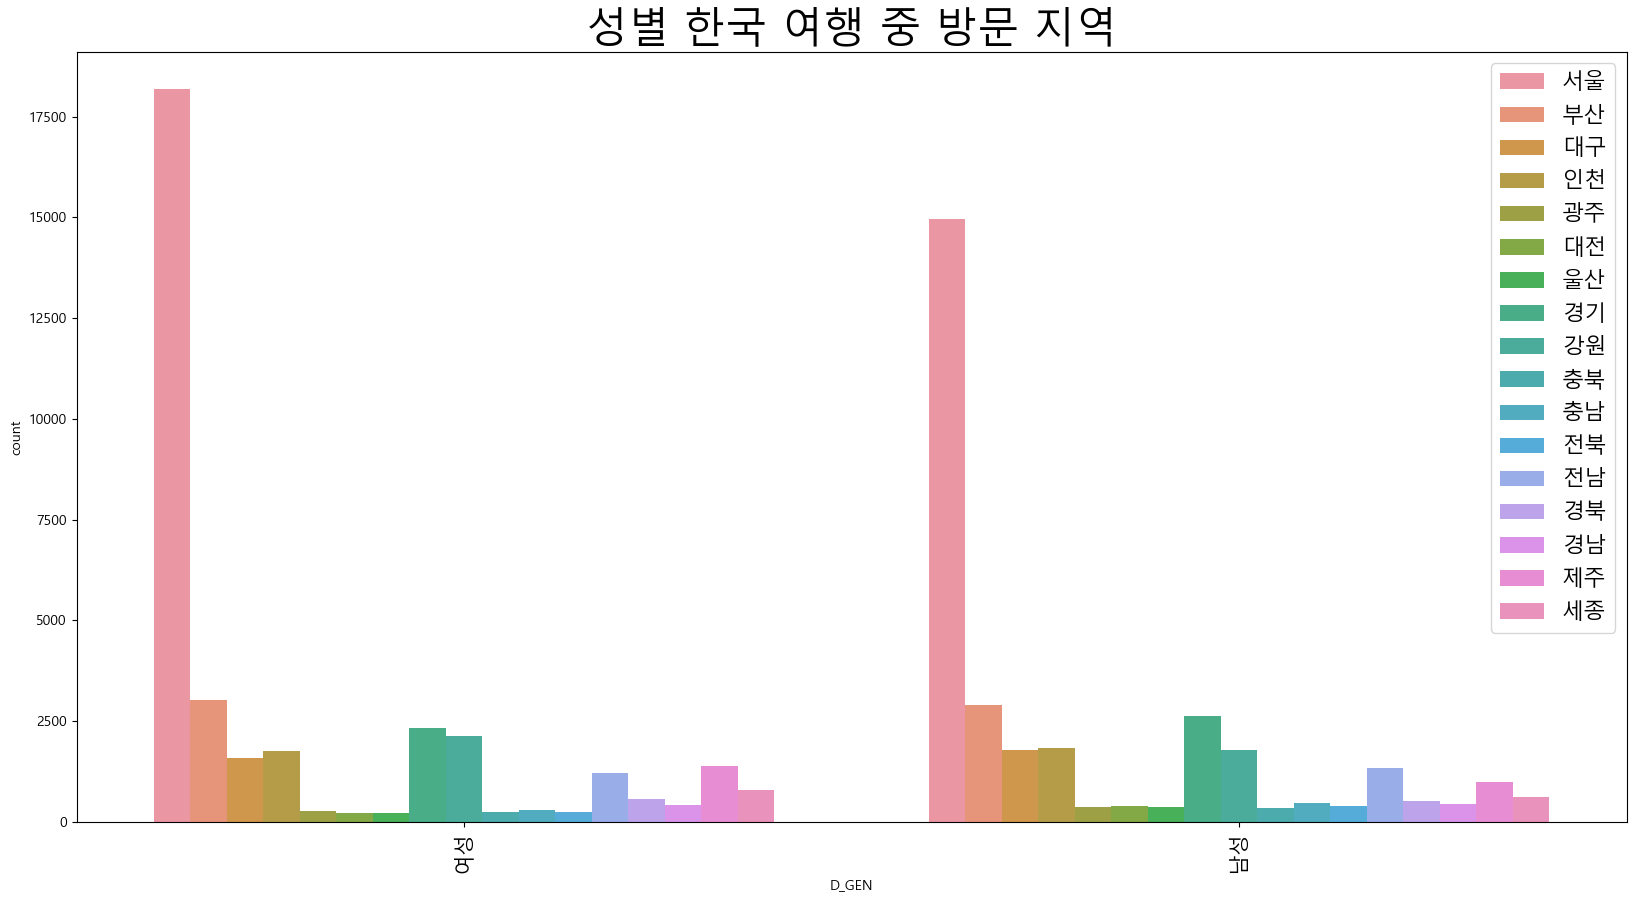 성별 한국 여행 중 방문 지역
17500
15000
12500
10000
7500
5000
2500
0
count
여성
남성
D_GEN
서울
부산
대구
인천
광주
대전
울산
경기
강원
충북
충남
전북
전남
경북
경남
제주
세종